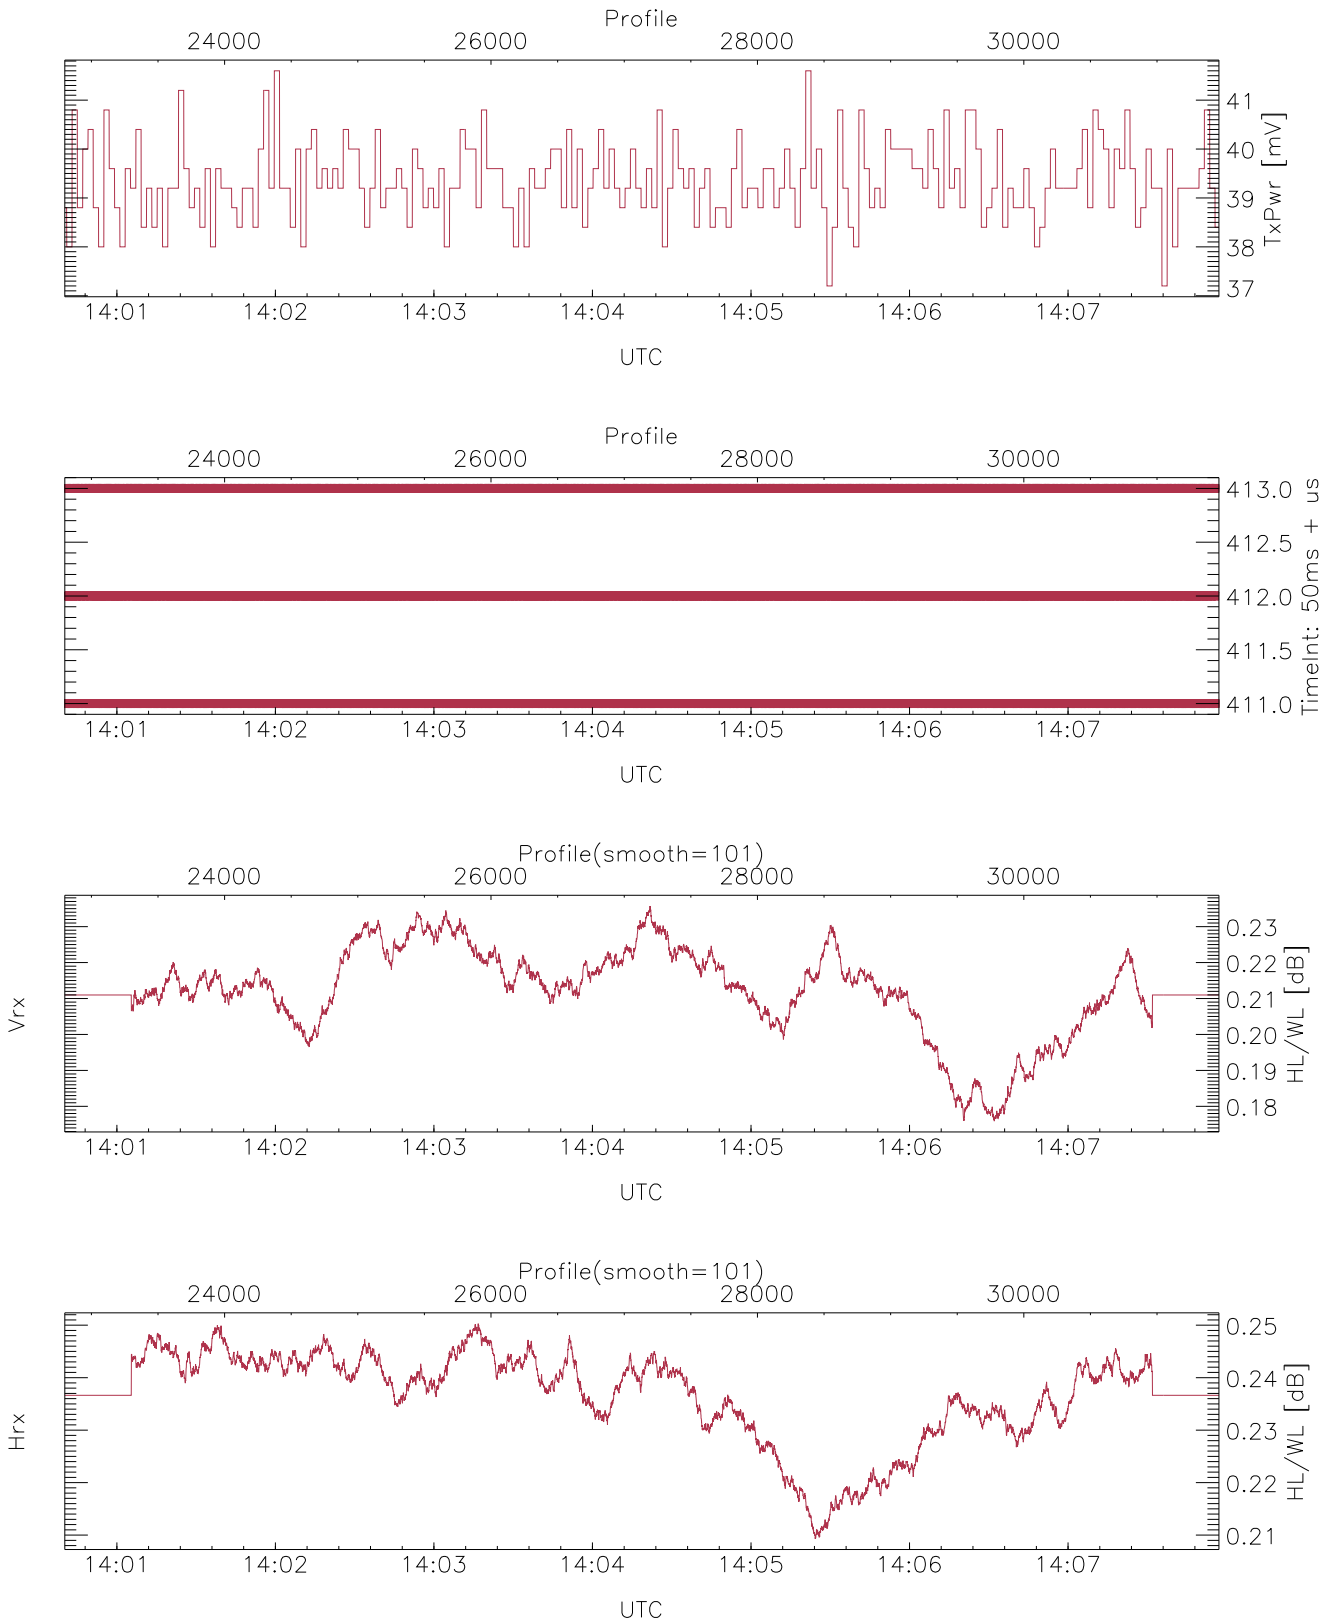 Profile
24000 26000 28000 30000
41
40
39
38
37
TxPwr [mV]
14:01 14:02 14:03 14:04 14:05 14:06 14:07
UTC
Profile
24000 26000 28000 30000
413.0
412.5
412.0
411.5
411.0
TimeInt: 50ms + us
14:01 14:02 14:03 14:04 14:05 14:06 14:07
UTC
Profile(smooth=101)
24000 26000 28000 30000
Vrx
0.23
0.22
0.21
0.20
0.19
0.18
HL/WL [dB]
14:01 14:02 14:03 14:04 14:05 14:06 14:07
UTC
Profile(smooth=101)
24000 26000 28000 30000
Hrx
0.25
0.24
0.23
0.22
0.21
HL/WL [dB]
14:01 14:02 14:03 14:04 14:05 14:06 14:07
UTC